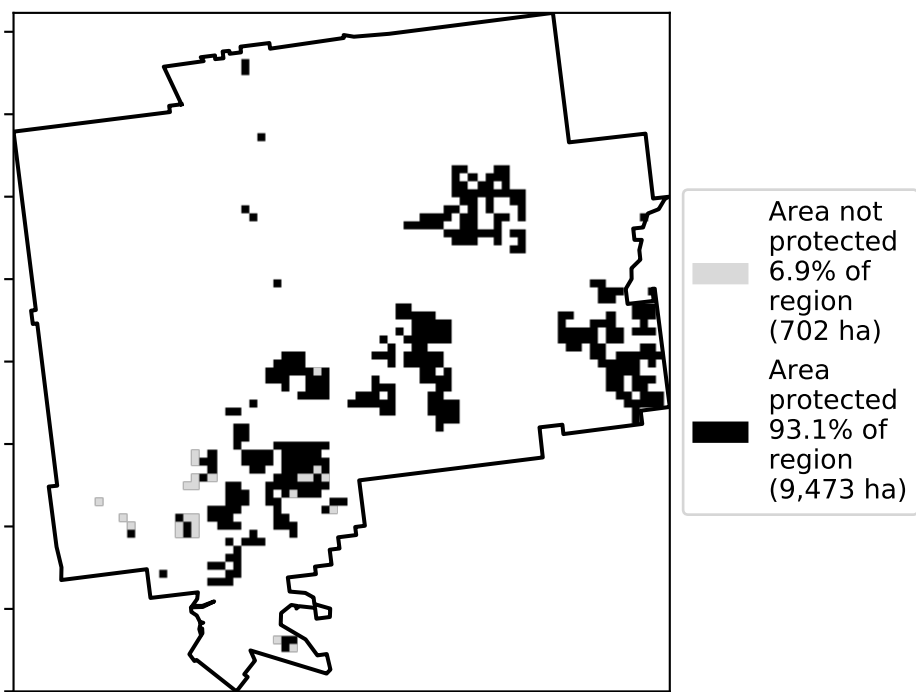 Area not
protected
6.9% of
region
(702 ha)
Area
protected
93.1% of
region
(9,473 ha)